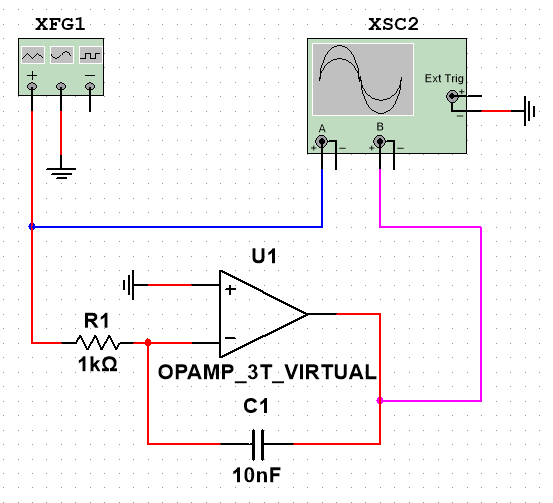 XFG1
XSC2
+
−
Ext Trig
+
−
A
B
+
−
+
−
U1
+
−
R1
1kΩ
OPAMP_3T_VIRTUAL
C1
10nF